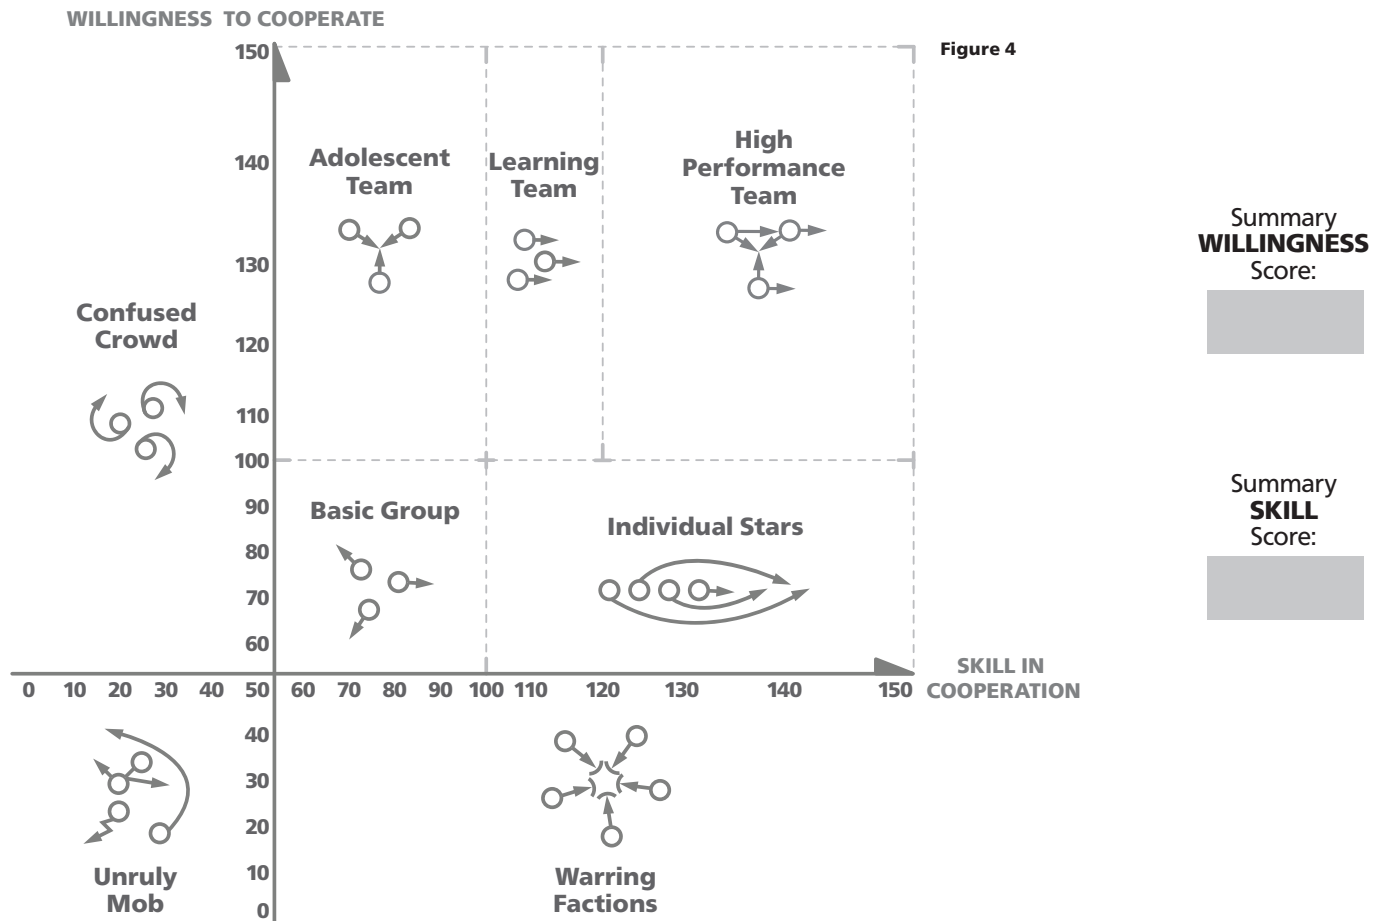 WILLINGNESS TO COOPERATE
150
Figure 4
Adolescent
Team
Learning
Team
High
Performance
Team
140
130
Summary
WILLINGNESS
Score:
Confused
Crowd
120
110
100
90
80
70
60
Basic Group
Individual Stars
Summary
SKILL
Score:
0 10 20 30 40 50 60 70 80 90 100 110 120 130 140 150
SKILL IN
COOPERATION
40
30
20
10
0
Unruly
Mob
Warring
Factions